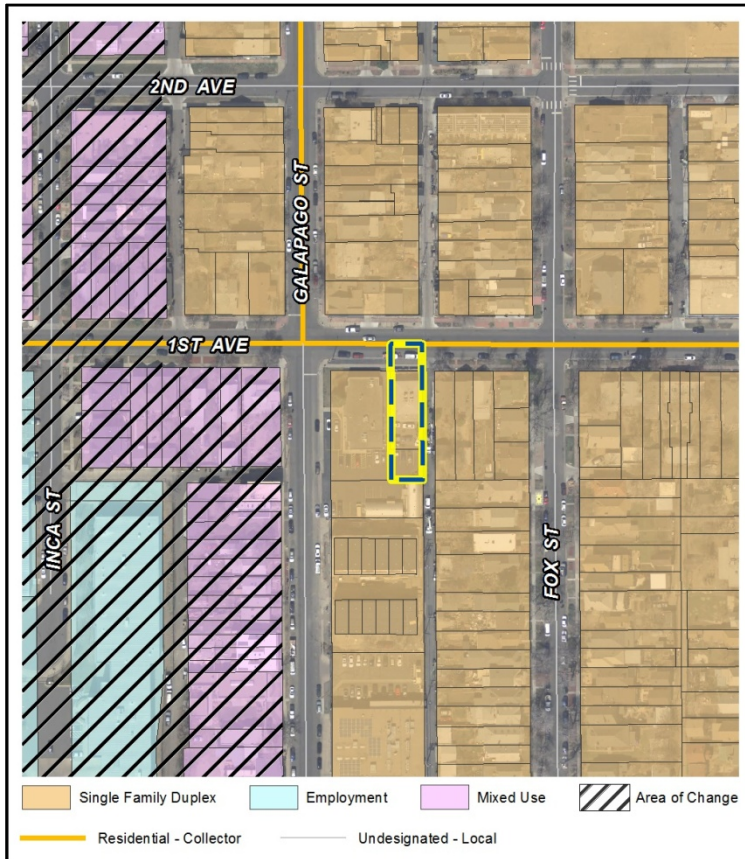 2ND AVE
GALAPAGO ST
1ST AVE
INCA ST
FOX ST
Single Family Duplex
Employment
Mixed Use
Area of Change
Residential - Collector
Undesignated - Local